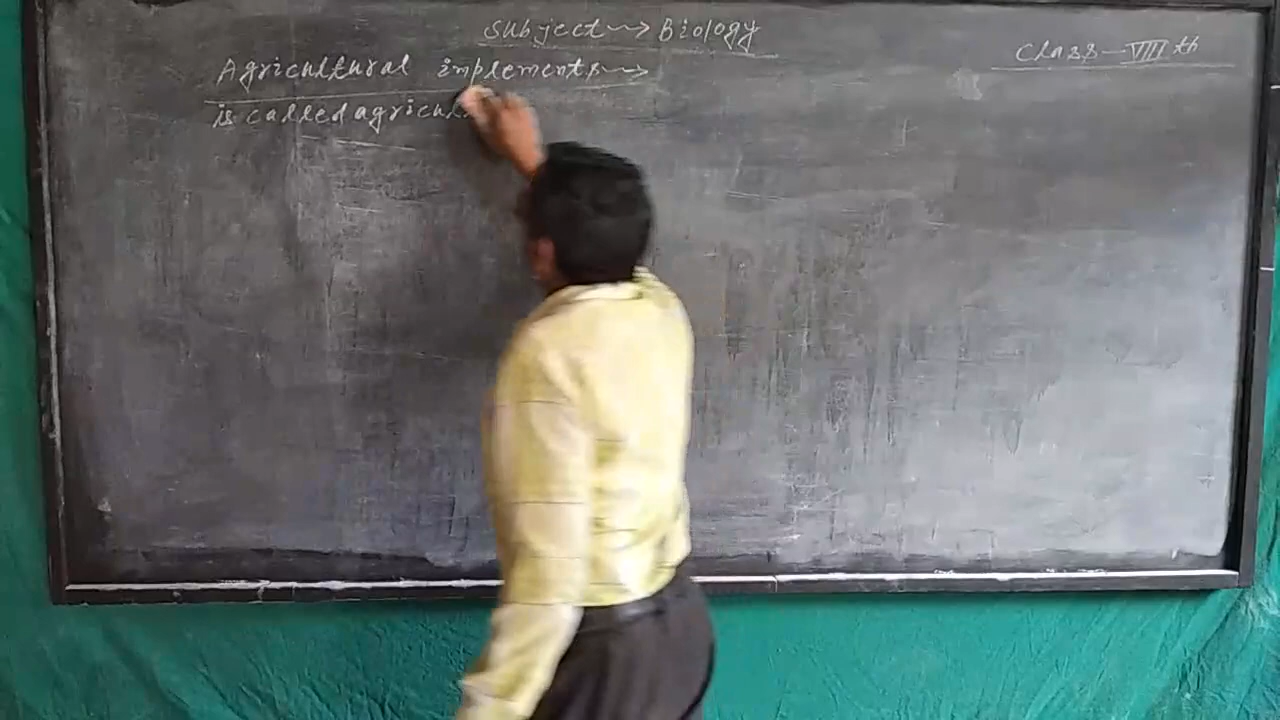 Subject → Biology
Class - VIII th
Agricultural implements →
is called agricul